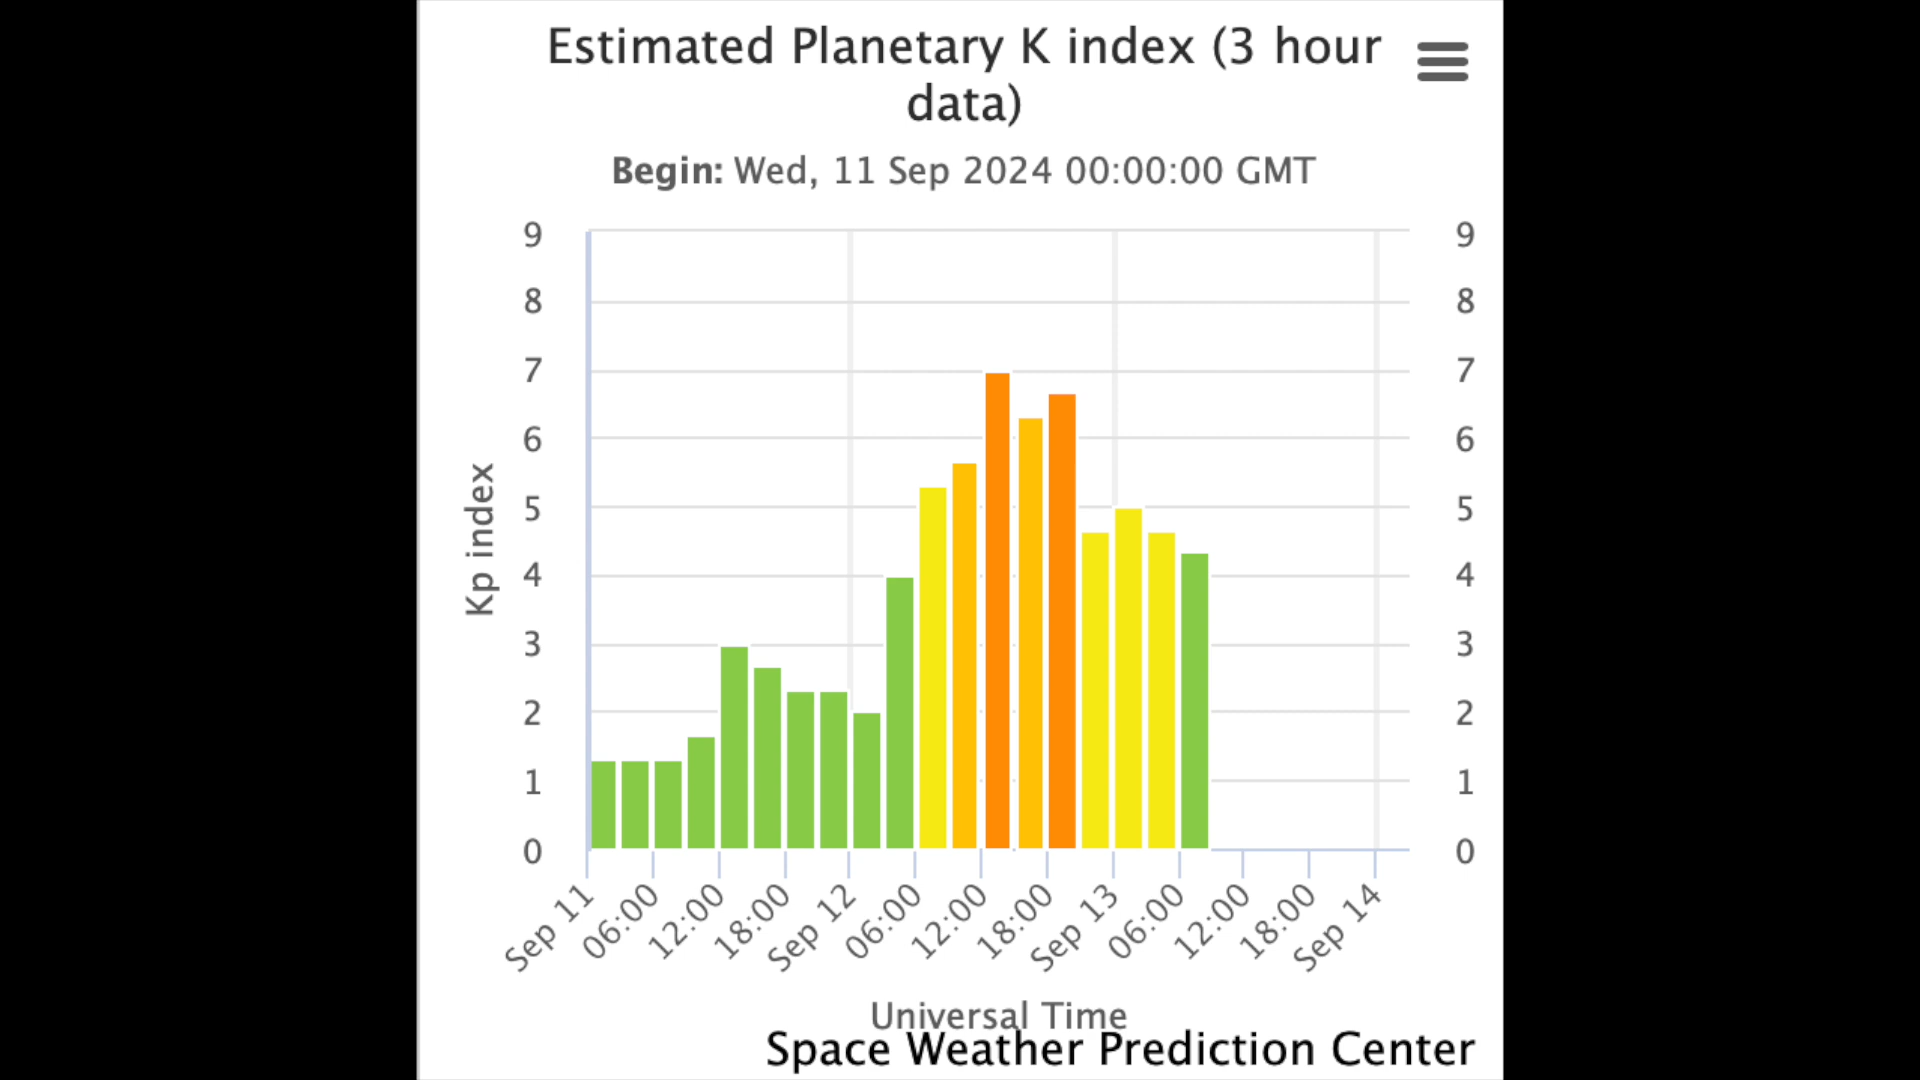 Estimated Planetary K index (3 hour
data)
Begin: Wed, 11 Sep 2024 00:00:00 GMT
9 9
8 8
7 7
6 6
5 5
4 4
3 3
2 2
1 1
0 0
Kp index
Sep 11 06:00 12:00 18:00 Sep 12 06:00 12:00 18:00 Sep 13 06:00 12:00 18:00 Sep 14
Universal Time
Space Weather Prediction Center